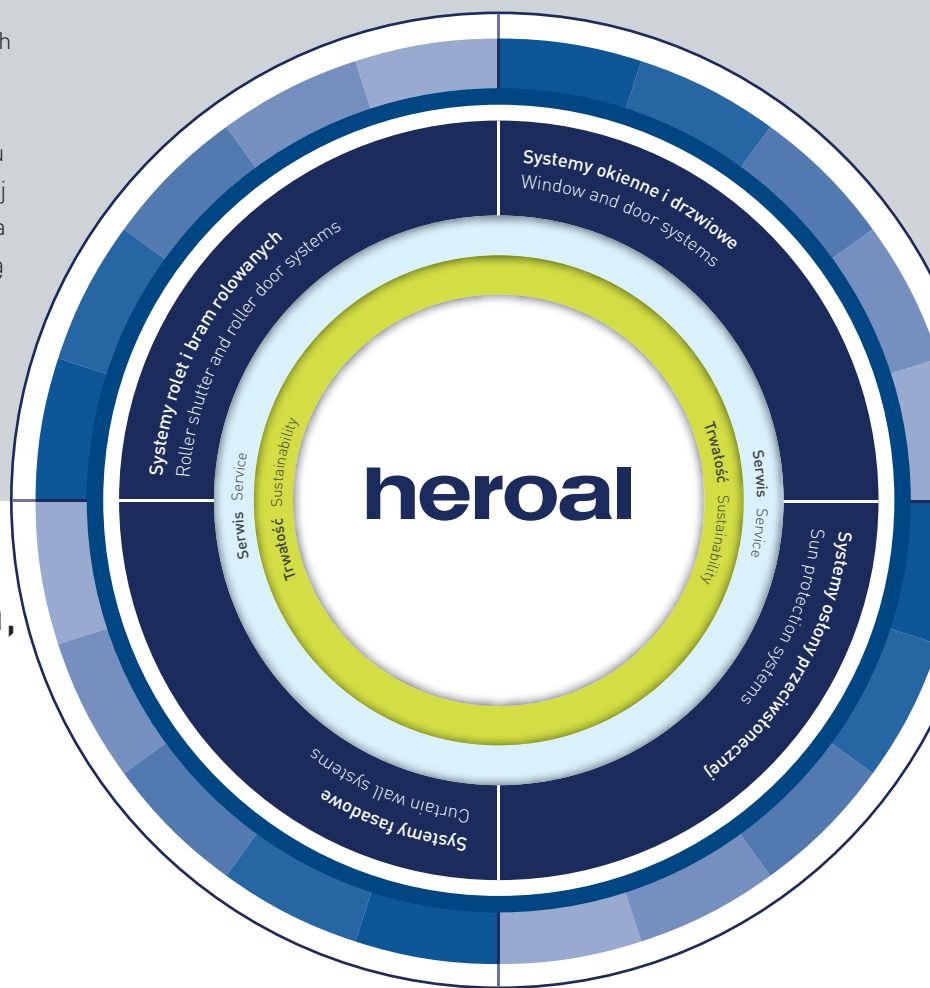 h
u
j
a
ę
,
Systemy okienne i drzwiowe
Window and door systems
Systemy rolet i bram rolowanych
Roller shutter and roller door systems
Serwis Service
Trwałość Sustainability
heroal
Trwałość Sustainability
Serwis Service
Systemy osłony przeciwsłonecznej
Sun protection systems
Curtain wall systems
Systemy fasadowe